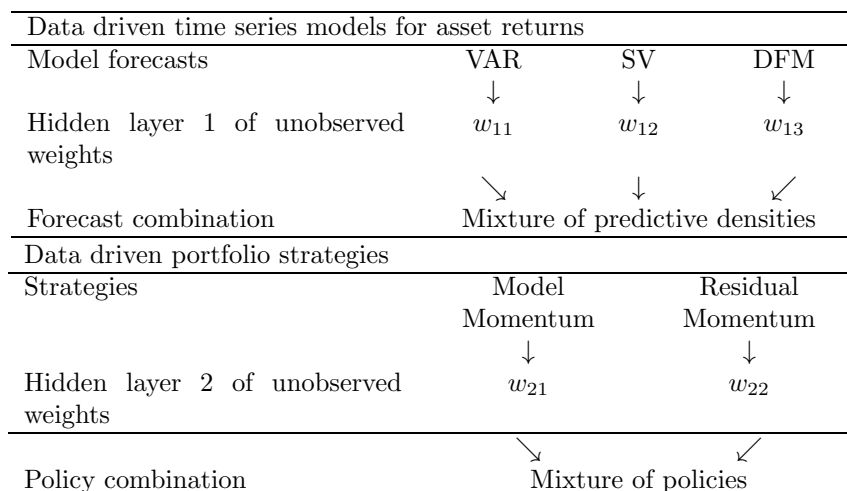 Data driven time series models for asset returns
Model forecasts VAR SV DFM
↓ ↓ ↓
Hidden layer 1 of unobserved weights w₁₁ w₁₂ w₁₃
↘ ↓ ↙
Forecast combination Mixture of predictive densities
Data driven portfolio strategies
Strategies Model Momentum Residual Momentum
↓ ↓
Hidden layer 2 of unobserved weights w₂₁ w₂₂
↘ ↙
Policy combination Mixture of policies